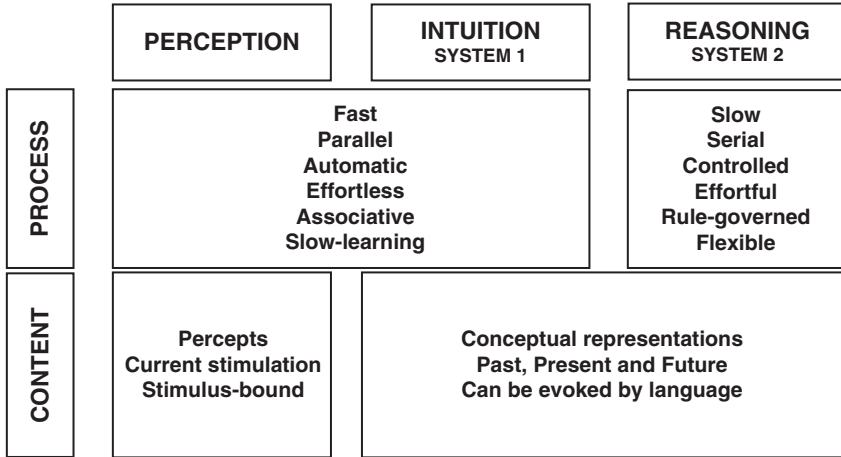 PERCEPTION
INTUITION
SYSTEM 1
REASONING
SYSTEM 2
PROCESS
Fast
Parallel
Automatic
Effortless
Associative
Slow-learning
Slow
Serial
Controlled
Effortful
Rule-governed
Flexible
CONTENT
Percepts
Current stimulation
Stimulus-bound
Conceptual representations
Past, Present and Future
Can be evoked by language